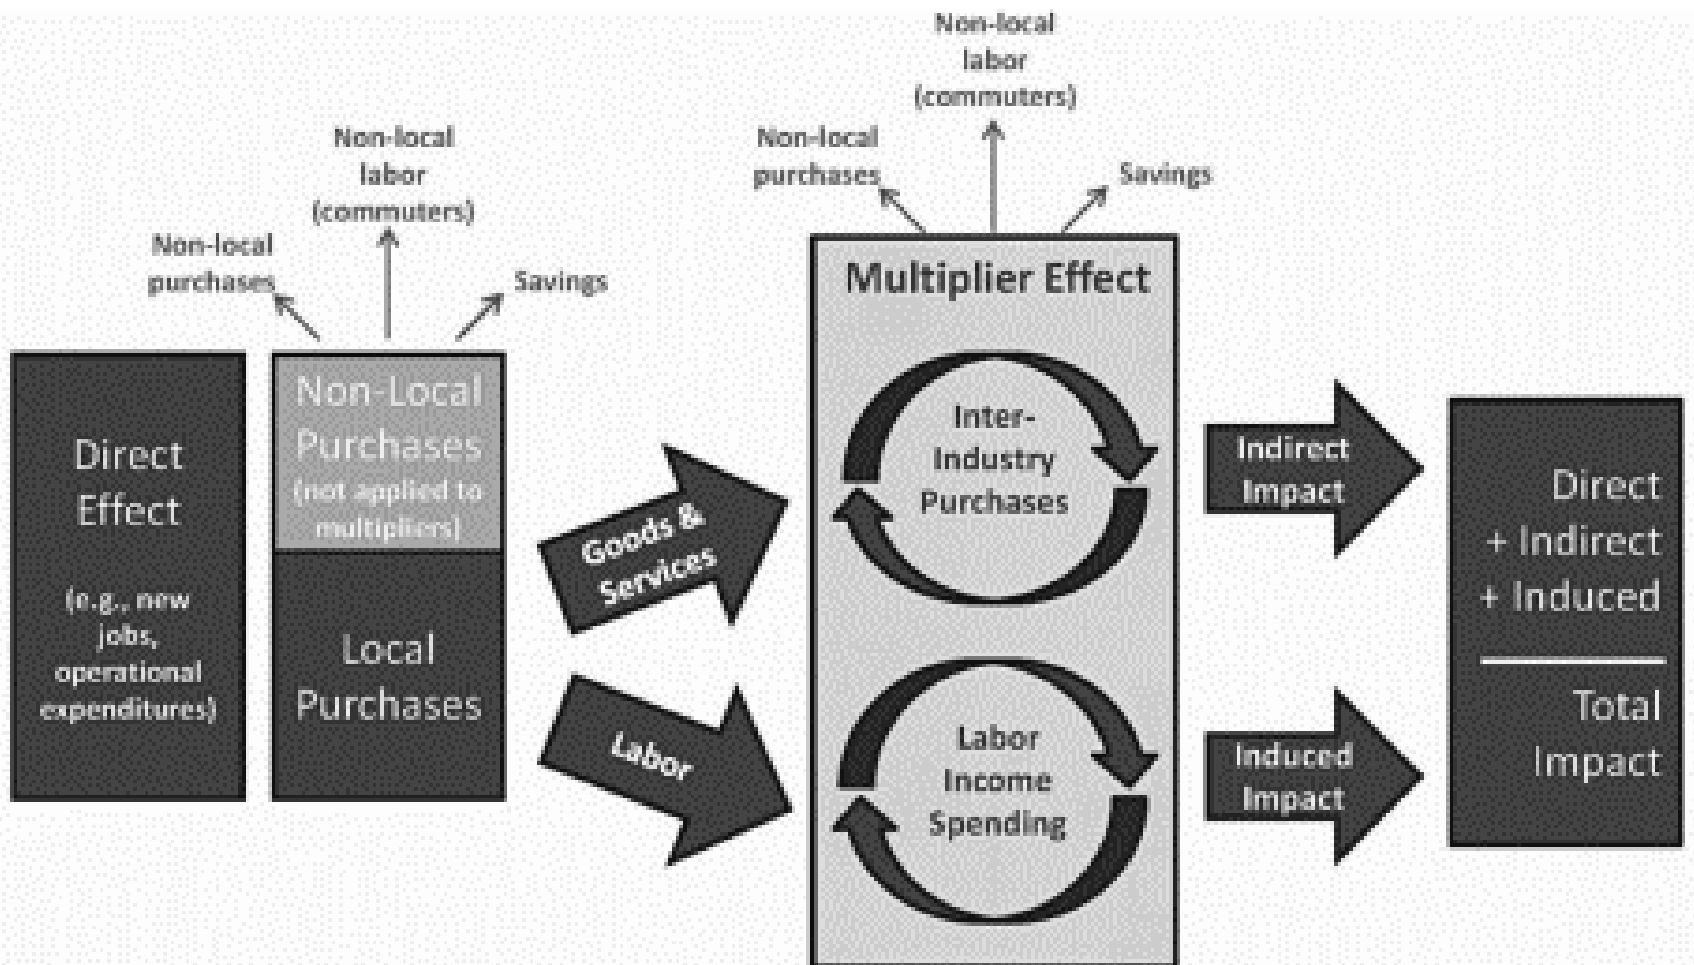 Non-local
labor
(commuters)
Non-local
purchases
Savings
Non-local
labor
(commuters)
Non-local
purchases
Savings
Direct
Effect
(e.g., new
jobs,
operational
expenditures)
Non-Local
Purchases
(not applied to
multipliers)
Local
Purchases
Goods &
Services
Labor
Multiplier Effect
Inter-
Industry
Purchases
Labor
Income
Spending
Indirect
Impact
Induced
Impact
Direct
+ Indirect
+ Induced
Total
Impact